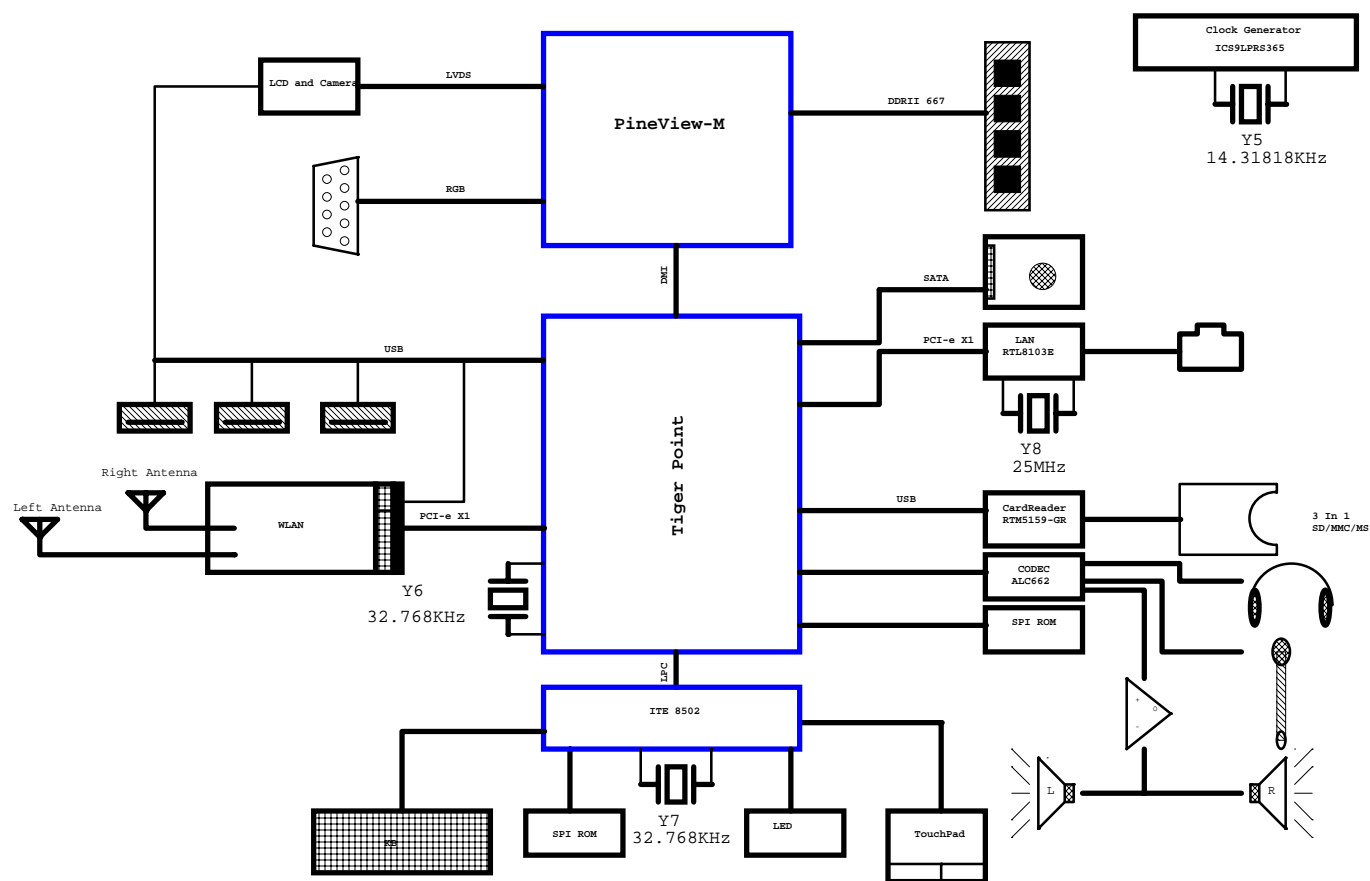 Clock Generator
ICS9LPRS365
Y5
14.31818KHz
LCD and Camera
LVDS
PineView-M
DDRII 667
RGB
DMI
SATA
USB
PCI-e X1
LAN
RTL8103E
Y8
25MHz
Tiger Point
Right Antenna
Left Antenna
WLAN
PCI-e X1
USB
CardReader
RTM5159-GR
3 In 1
SD/MMC/MS
Y6
32.768KHz
CODEC
ALC662
SPI ROM
LPC
ITE 8502
+
O
-
L
R
KB
SPI ROM
Y7
32.768KHz
LED
TouchPad